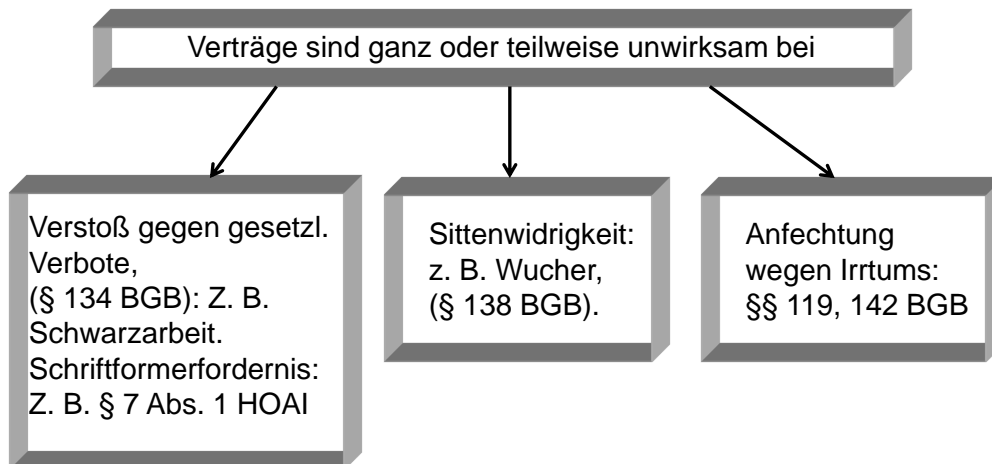 Verträge sind ganz oder teilweise unwirksam bei
Verstoß gegen gesetzl.
Verbote,
(§ 134 BGB): Z. B.
Schwarzarbeit.
Schriftformerfordernis:
Z. B. § 7 Abs. 1 HOAI
Sittenwidrigkeit:
z. B. Wucher,
(§ 138 BGB).
Anfechtung
wegen Irrtums:
§§ 119, 142 BGB